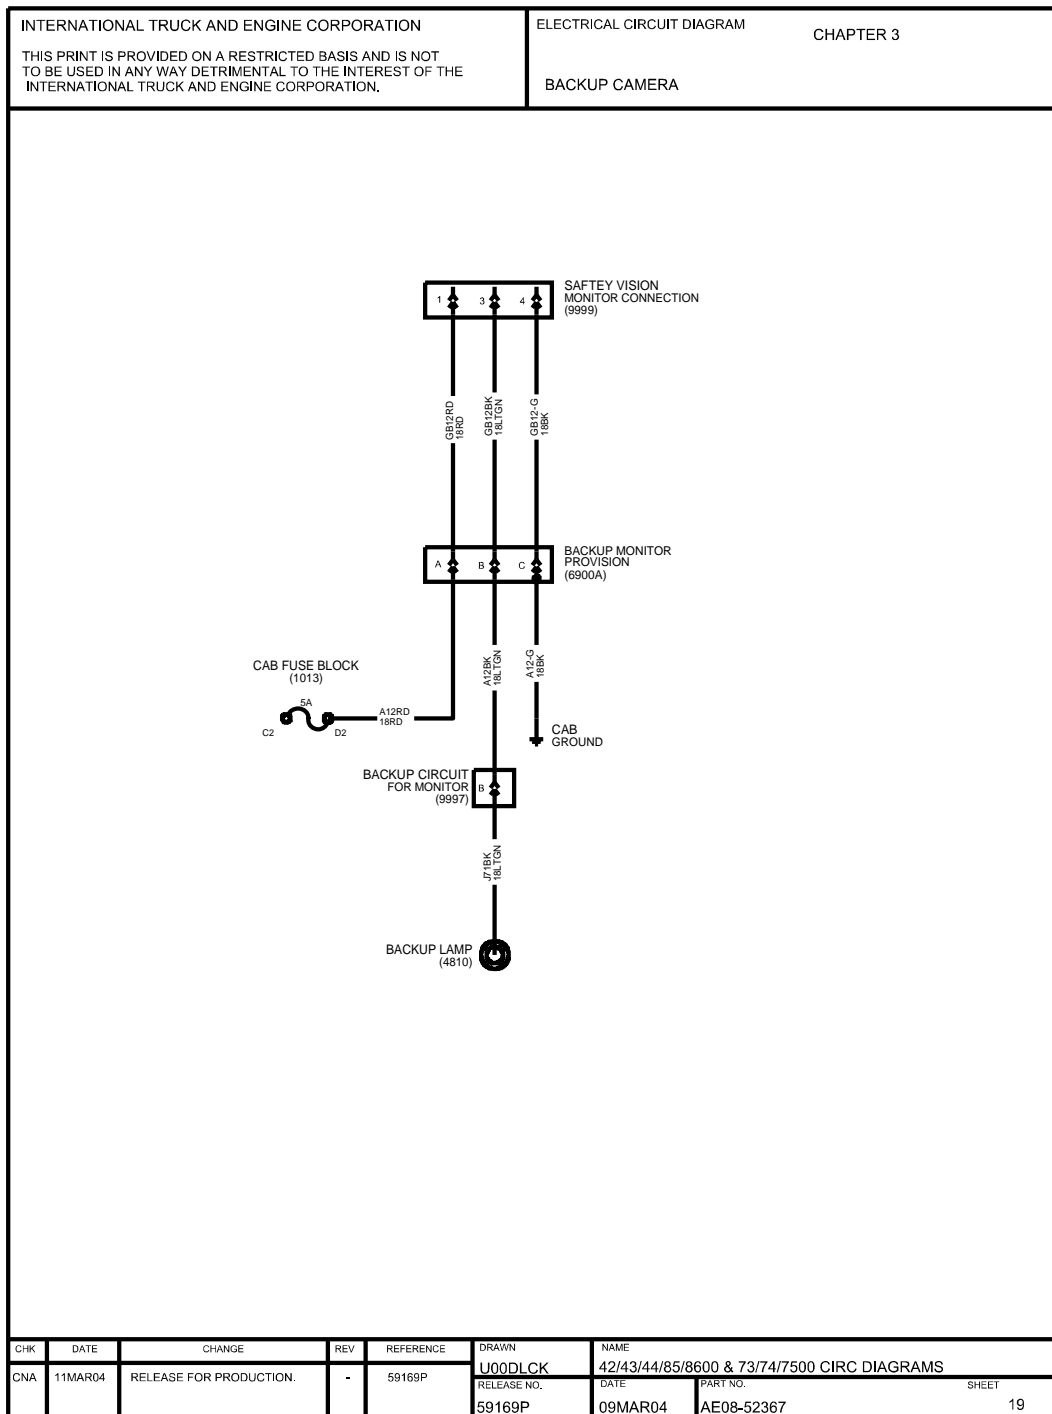 INTERNATIONAL TRUCK AND ENGINE CORPORATION
THIS PRINT IS PROVIDED ON A RESTRICTED BASIS AND IS NOT
TO BE USED IN ANY WAY DETRIMENTAL TO THE INTEREST OF THE
INTERNATIONAL TRUCK AND ENGINE CORPORATION.
ELECTRICAL CIRCUIT DIAGRAM
CHAPTER 3
BACKUP CAMERA
1 3 4
SAFTEY VISION
MONITOR CONNECTION
(9999)
GB12RD
18RD
GB12BK
18LTGN
GB12-G
18BK
A B C
BACKUP MONITOR
PROVISION
(6900A)
A12BK
18LTGN
A12-G
18BK
CAB FUSE BLOCK
(1013)
5A
C2 D2
A12RD
18RD
CAB
GROUND
BACKUP CIRCUIT
FOR MONITOR
(9997)
B
J71BK
18LTGN
BACKUP LAMP
(4810)
CHK DATE CHANGE REV REFERENCE
CNA 11MAR04 RELEASE FOR PRODUCTION. - 59169P
DRAWN
U00DLCK
NAME
42/43/44/85/8600 & 73/74/7500 CIRC DIAGRAMS
RELEASE NO.
59169P
DATE
09MAR04
PART NO.
AE08-52367
SHEET
19